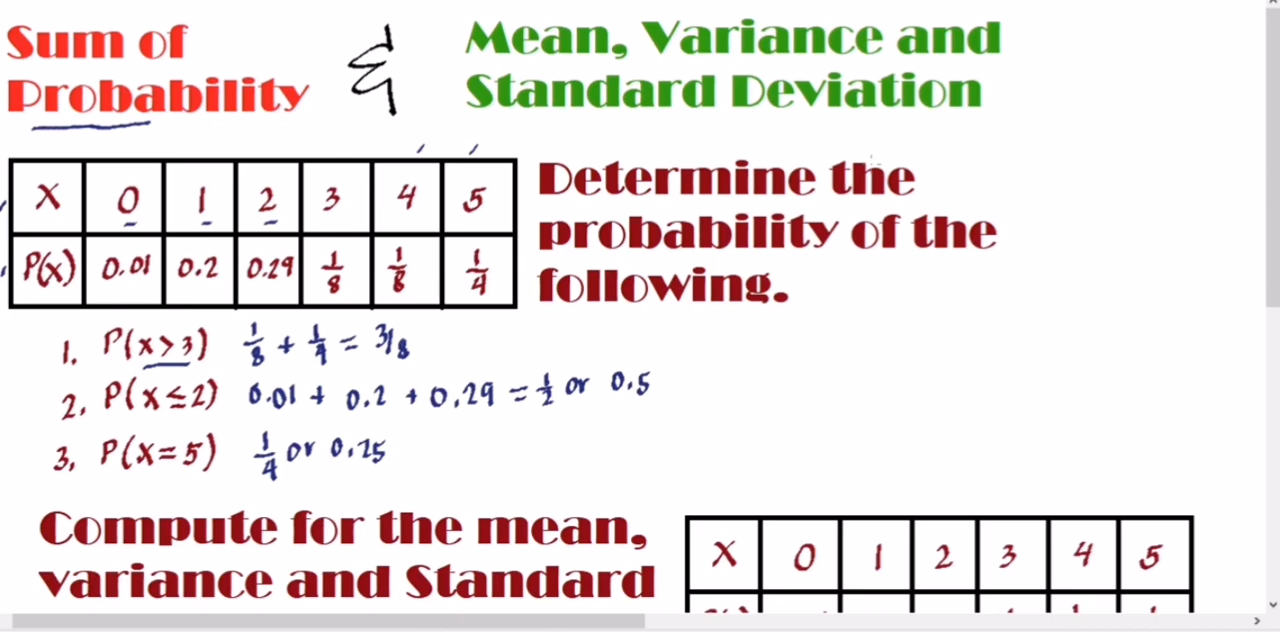 Sum of
Probability
&
Mean, Variance and
Standard Deviation
X 0 1 2 3 4 5
P(x) 0.01 0.2 0.29 1/8 1/8 1/4
Determine the
probability of the
following.
1. P(x > 3) 1/8 + 1/4 = 3/8
2. P(x ≤ 2) 0.01 + 0.2 + 0.29 = 1/2 or 0.5
3. P(x = 5) 1/4 or 0.25
Compute for the mean,
variance and Standard
X 0 1 2 3 4 5